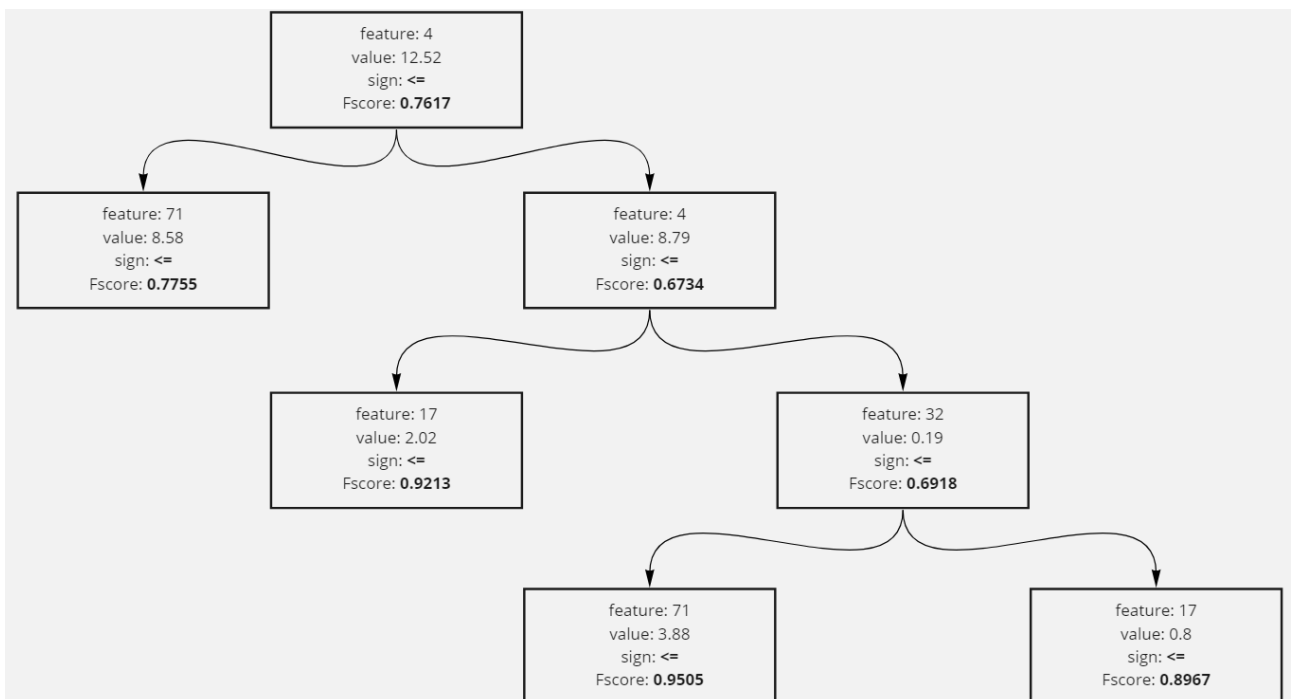 feature: 4
value: 12.52
sign: <=
Fscore: 0.7617
feature: 71
value: 8.58
sign: <=
Fscore: 0.7755
feature: 4
value: 8.79
sign: <=
Fscore: 0.6734
feature: 17
value: 2.02
sign: <=
Fscore: 0.9213
feature: 32
value: 0.19
sign: <=
Fscore: 0.6918
feature: 71
value: 3.88
sign: <=
Fscore: 0.9505
feature: 17
value: 0.8
sign: <=
Fscore: 0.8967